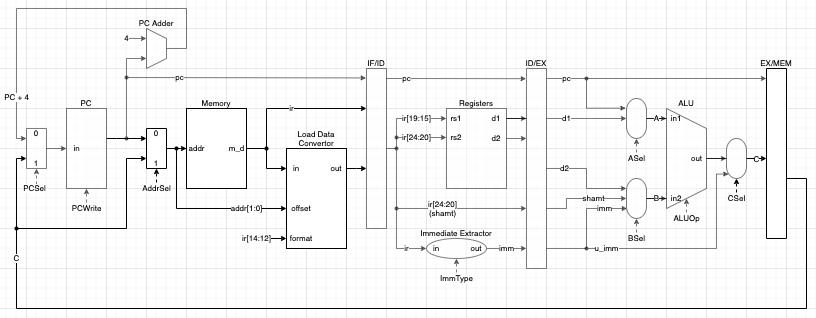 PC Adder
4
IF/ID
ID/EX
EX/MEM
pc
pc
pc
PC + 4
PC
Memory
ir
Registers
ALU
0
1
in
0
1
addr
m_d
Load Data
Convertor
ir[19:15]
rs1
d1
d1
A
in1
ir[24:20]
rs2
d2
in
out
ASel
out
C
PCSel
AddrSel
d2
PCWrite
shamt
imm
B
in2
CSel
addr[1:0]
offset
ir[24:20]
(shamt)
ALUOp
BSel
ir[14:12]
format
Immediate Extractor
ir
in
out
imm
u_imm
C
ImmType